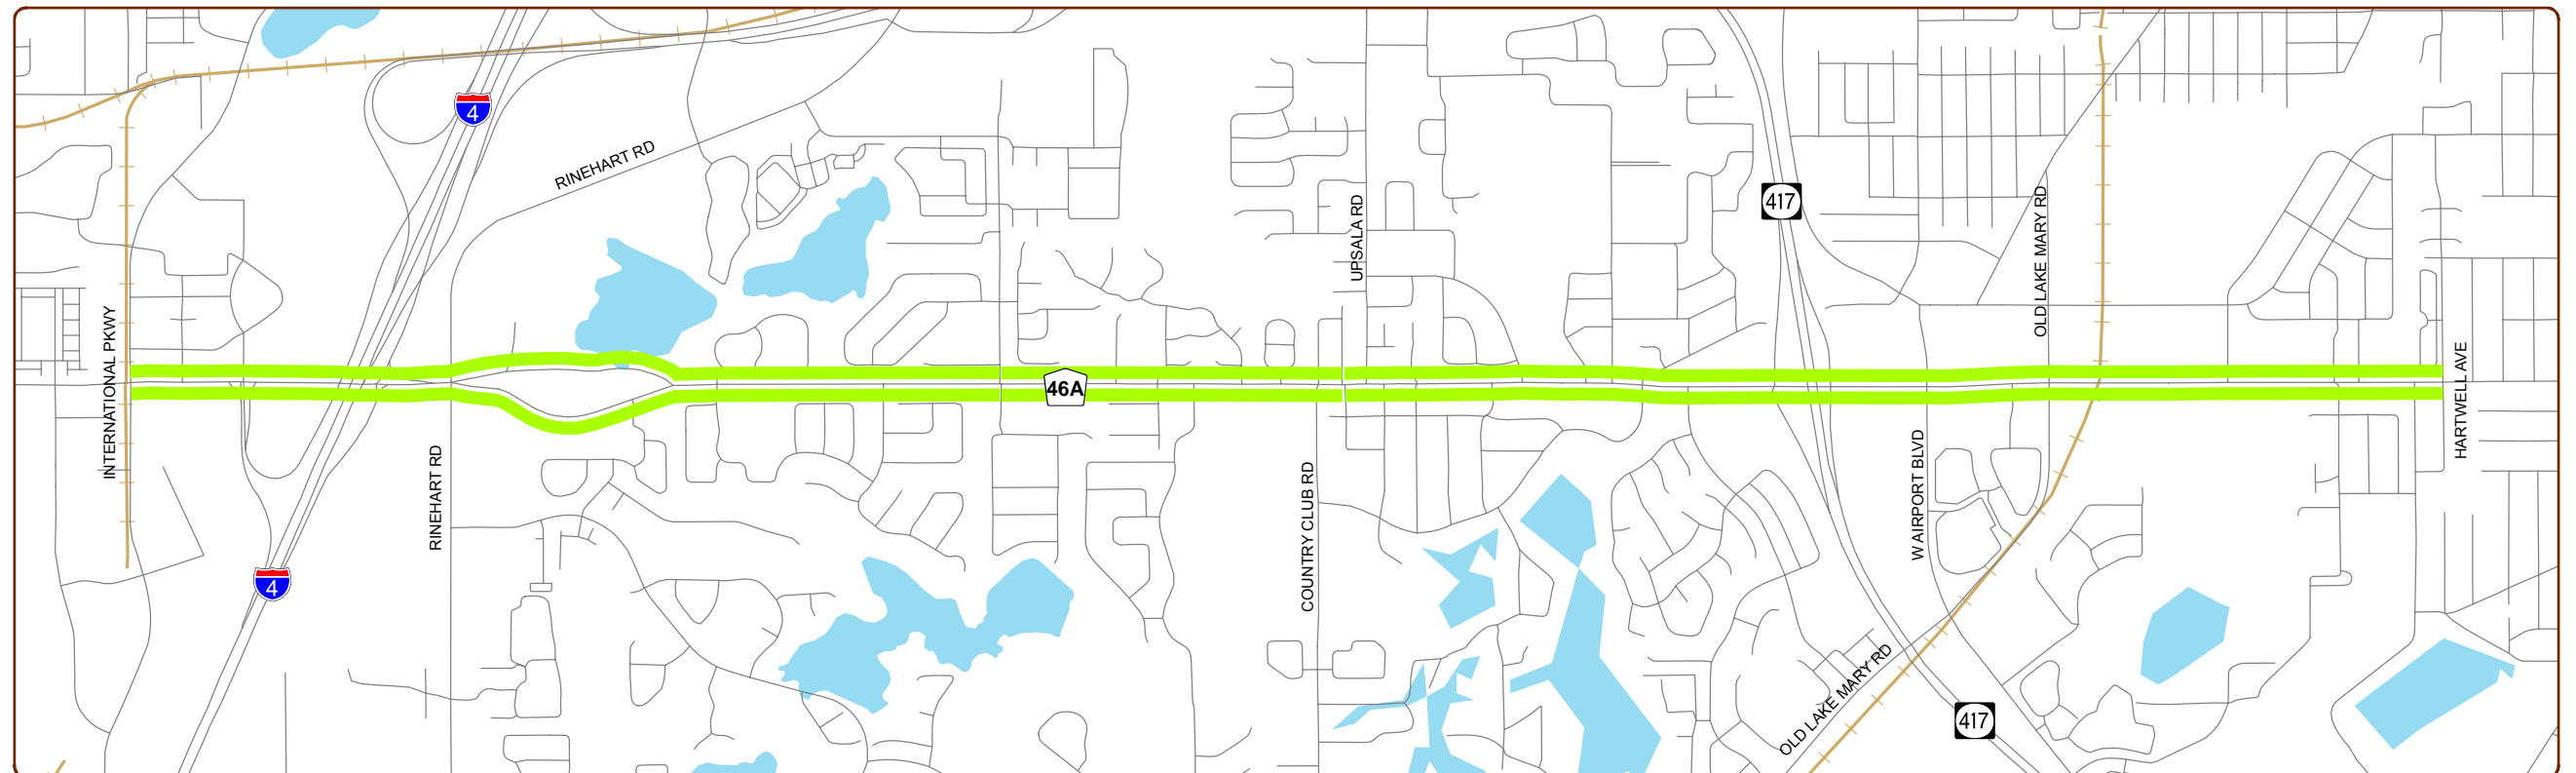 4
RINEHART RD
417
UPSALA RD
OLD LAKE MARY RD
INTERNATIONAL PKWY
46A
HARTWELL AVE
RINEHART RD
COUNTRY CLUB RD
W AIRPORT BLVD
4
OLD LAKE MARY RD
417